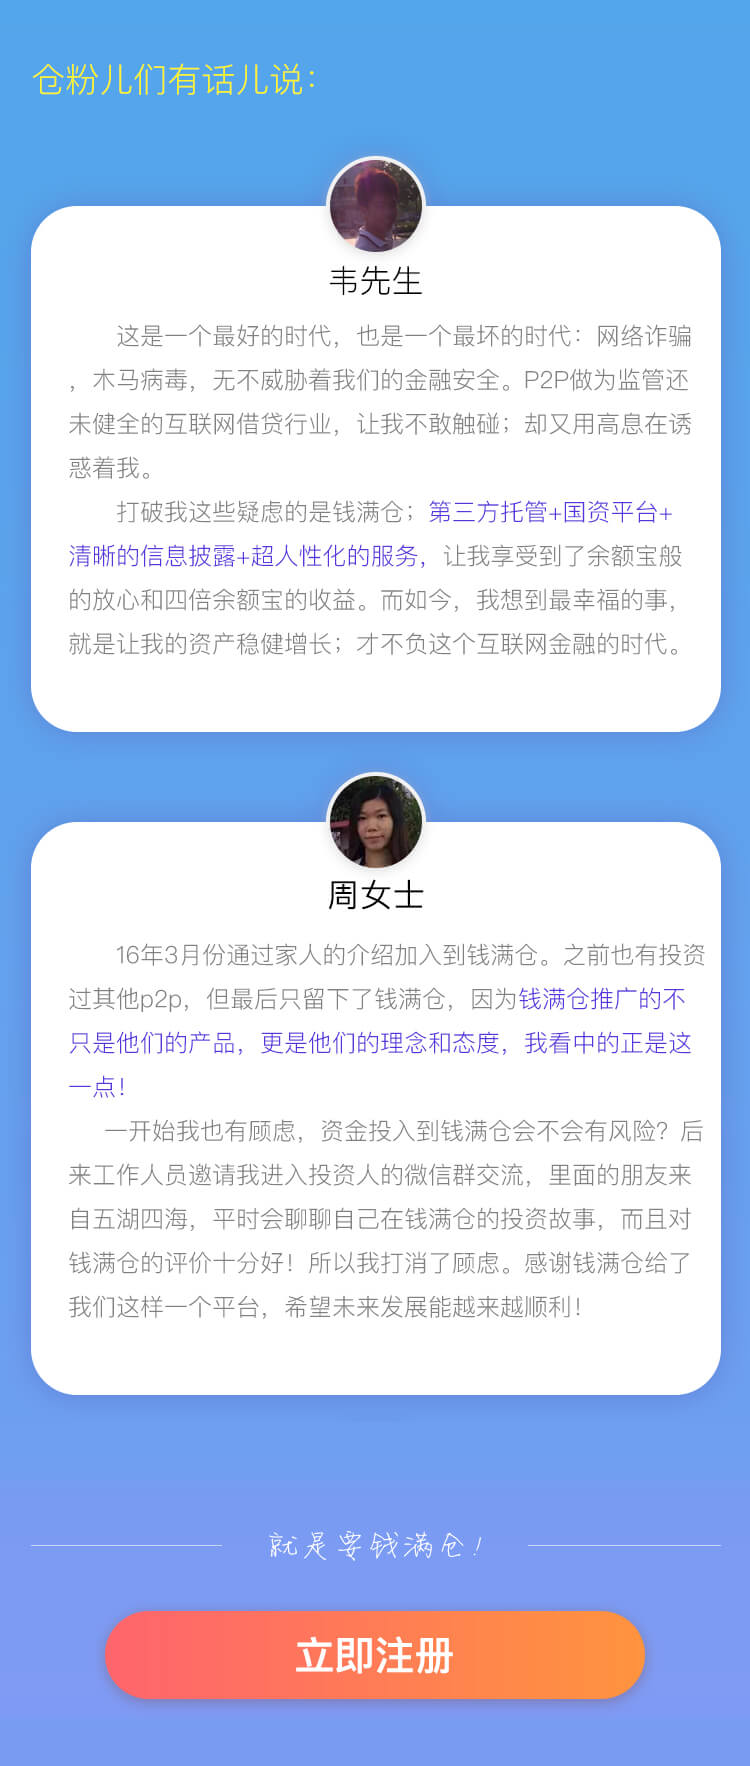 仓粉儿们有话儿说：
韦先生
这是一个最好的时代，也是一个最坏的时代：网络诈骗
，木马病毒，无不威胁着我们的金融安全。P2P做为监管还
未健全的互联网借贷行业，让我不敢触碰；却又用高息在诱
惑着我。
打破我这些疑虑的是钱满仓；第三方托管+国资平台+
清晰的信息披露+超人性化的服务，让我享受到了余额宝般
的放心和四倍余额宝的收益。而如今，我想到最幸福的事，
就是让我的资产稳健增长；才不负这个互联网金融的时代。
周女士
16年3月份通过家人的介绍加入到钱满仓。之前也有投资
过其他p2p，但最后只留下了钱满仓，因为钱满仓推广的不
只是他们的产品，更是他们的理念和态度，我看中的正是这
一点！
一开始我也有顾虑，资金投入到钱满仓会不会有风险？后
来工作人员邀请我进入投资人的微信群交流，里面的朋友来
自五湖四海，平时会聊聊自己在钱满仓的投资故事，而且对
钱满仓的评价十分好！所以我打消了顾虑。感谢钱满仓给了
我们这样一个平台，希望未来发展能越来越顺利！
就是要钱满仓！
立即注册